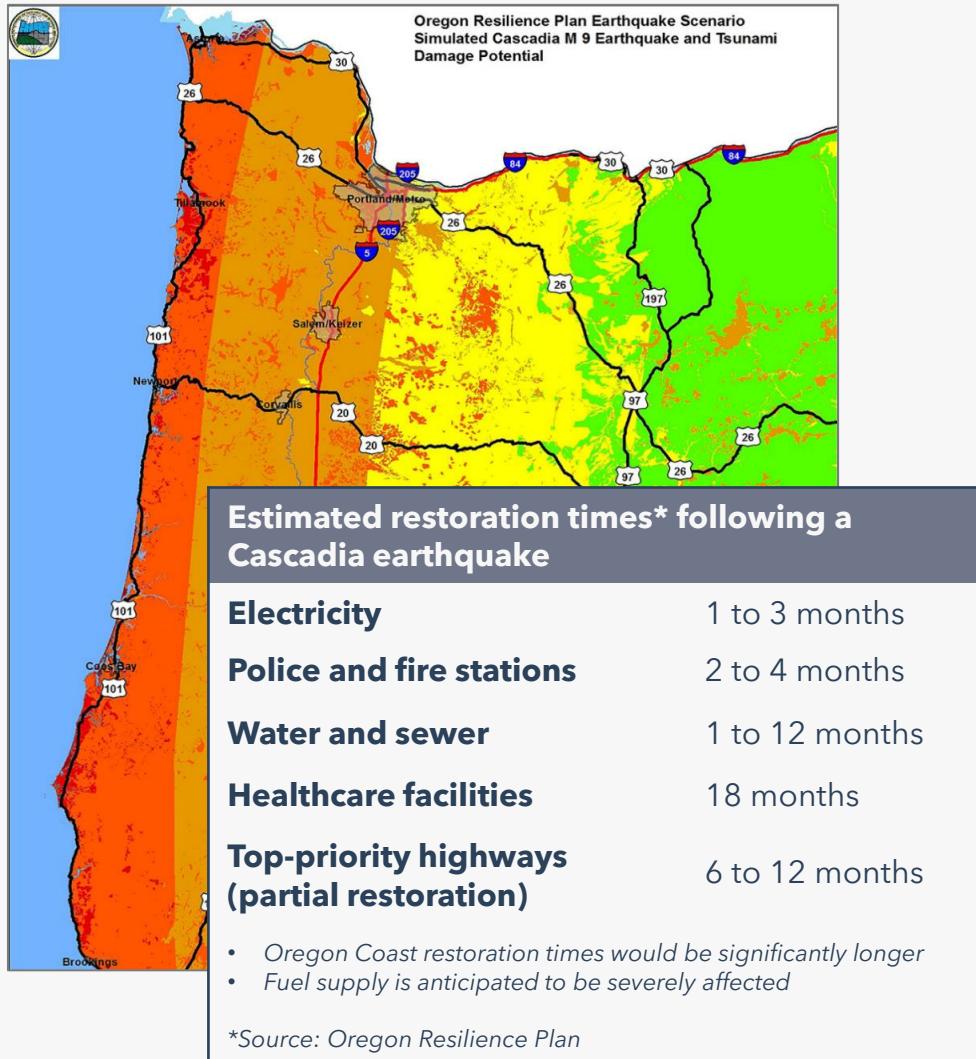 Oregon Resilience Plan Earthquake Scenario
Simulated Cascadia M 9 Earthquake and Tsunami
Damage Potential
30
26
26
205
84
30
30
84
Portland/Metro
Tillamook
205
26
5
26
197
Salem/Keizer
101
Newport
Corvallis
97
20
20
26
26
97
Estimated restoration times* following a
Cascadia earthquake
Electricity 1 to 3 months
Police and fire stations 2 to 4 months
Water and sewer 1 to 12 months
Healthcare facilities 18 months
Top-priority highways
(partial restoration) 6 to 12 months
• Oregon Coast restoration times would be significantly longer
• Fuel supply is anticipated to be severely affected
*Source: Oregon Resilience Plan
101
Coos Bay
101
Brookings